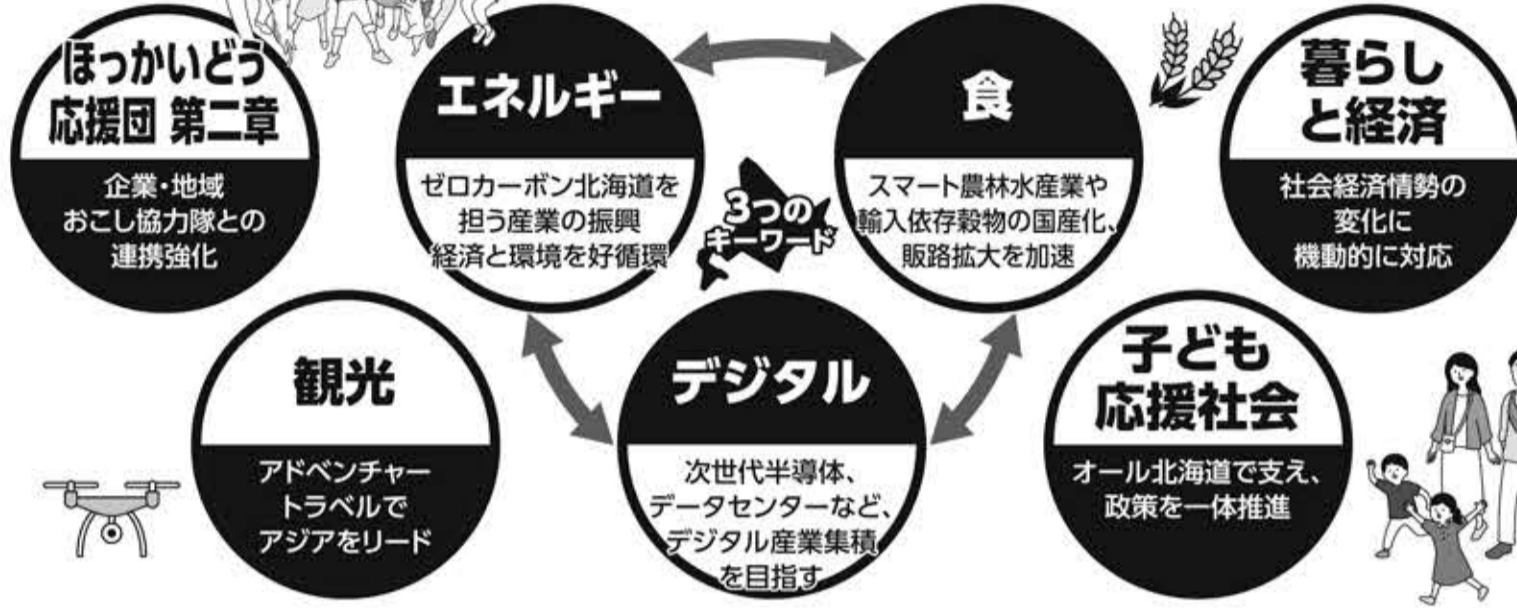 ほっかいどう
応援団 第二章
企業・地域
おこし協力隊との
連携強化
エネルギー
ゼロカーボン北海道を
担う産業の振興
経済と環境を好循環
3つの
キーワード
食
スマート農林水産業や
輸入依存穀物の国産化、
販路拡大を加速
暮らし
と経済
社会経済情勢の
変化に
機動的に対応
観光
アドベンチャー
トラベルで
アジアをリード
デジタル
次世代半導体、
データセンターなど、
デジタル産業集積
を目指す
子ども
応援社会
オール北海道で支え、
政策を一体推進